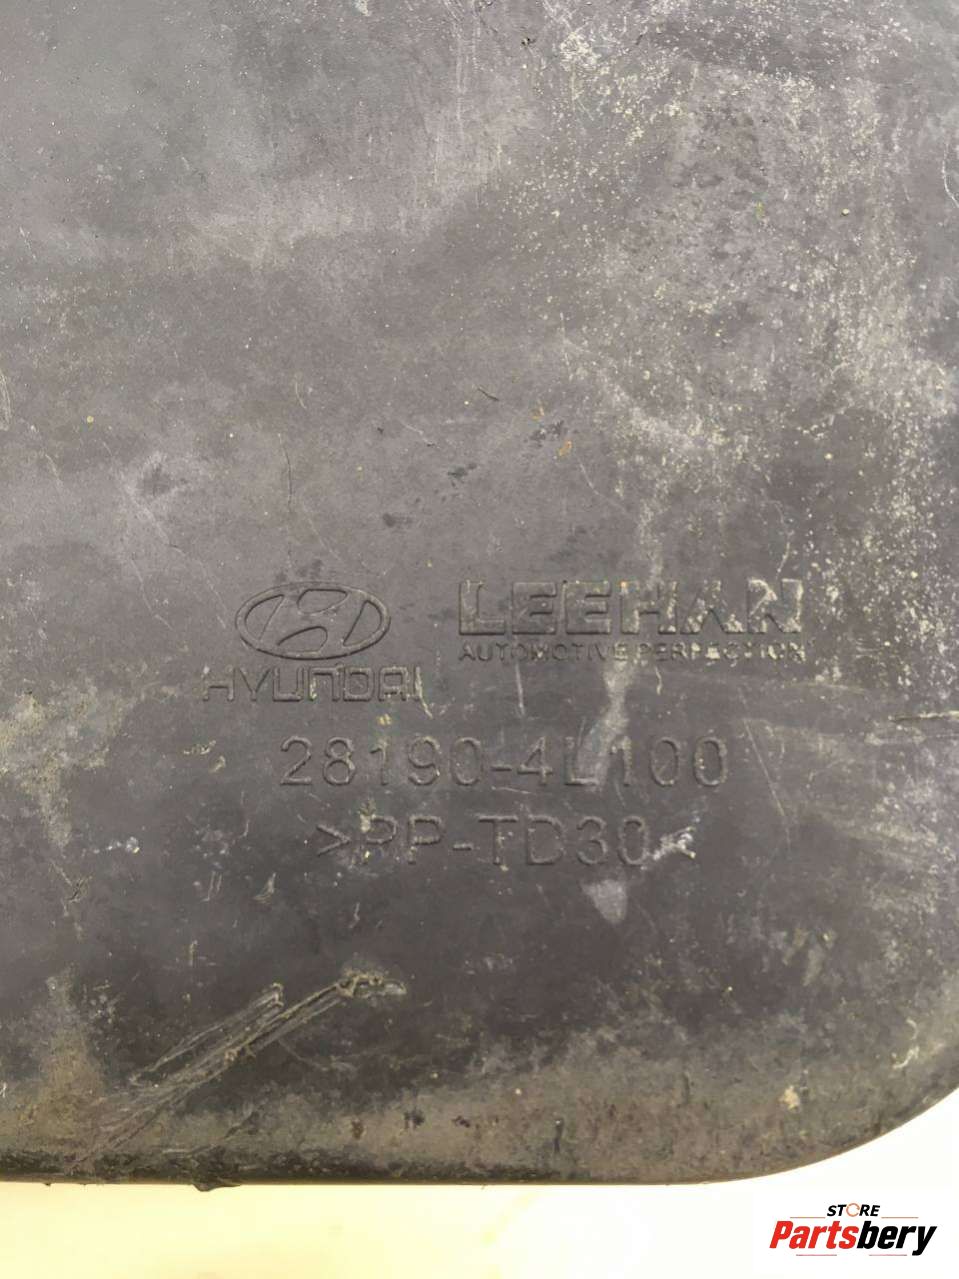 LEEHAN
AUTOMOTIVE PERFECTION
HYUNDAI
28190-4L100
>PP-TD30<
STORE
Partsbery